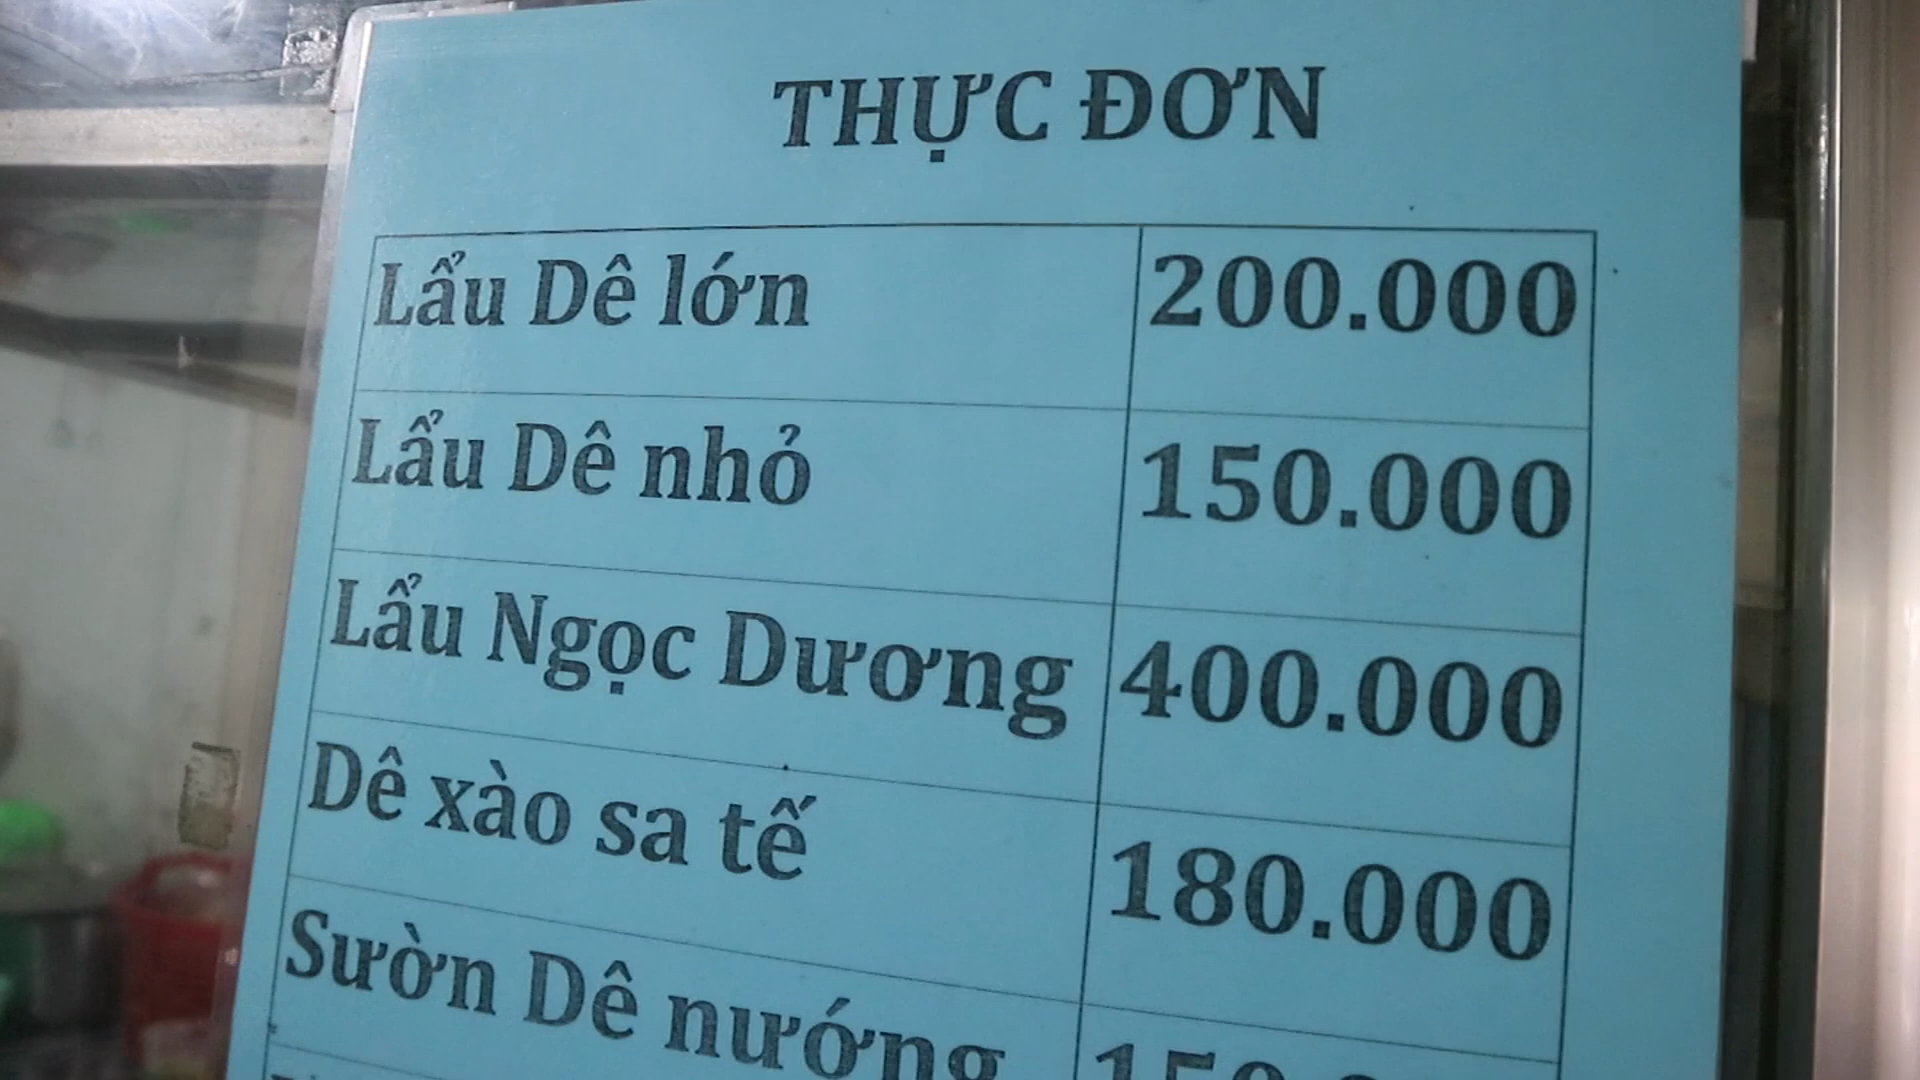 THỰC ĐƠN
Lẩu Dê lớn 200.000
Lẩu Dê nhỏ 150.000
Lẩu Ngọc Dương 400.000
Dê xào sa tế 180.000
Sườn Dê nướng